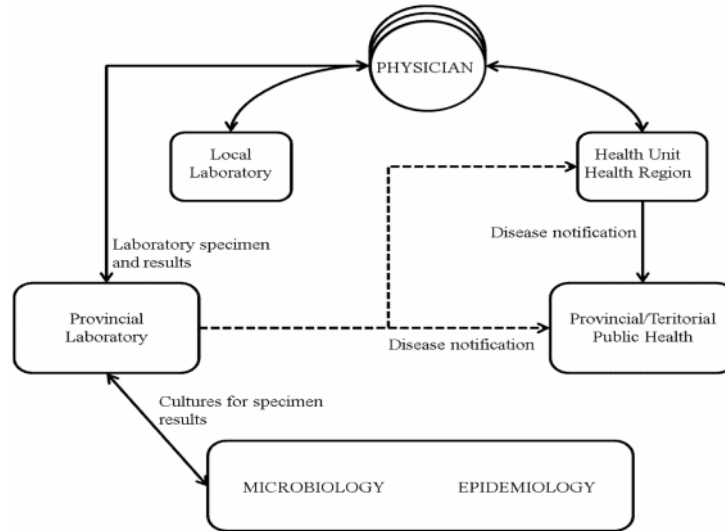 PHYSICIAN
Local
Laboratory
Health Unit
Health Region
Disease notification
Laboratory specimen
and results
Provincial
Laboratory
Provincial/Teritorial
Public Health
Disease notification
Cultures for specimen
results
MICROBIOLOGY EPIDEMIOLOGY